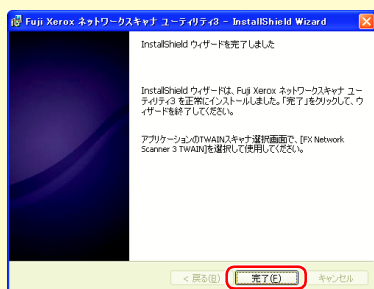 Fuji Xerox ネットワークスキャナ ユーティリティ3 - InstallShield Wizard
InstallShield ウィザードを完了しました
InstallShield ウィザードは、Fuji Xerox ネットワークスキャナ ユー
ティリティ3 を正常にインストールしました。「完了」をクリックして、ウ
ィザードを終了してください。
アプリケーションのTWAINスキャナ選択画面で、[FX Network
Scanner 3 TWAIN]を選択して使用してください。
< 戻る(B)
完了(F)
キャンセル